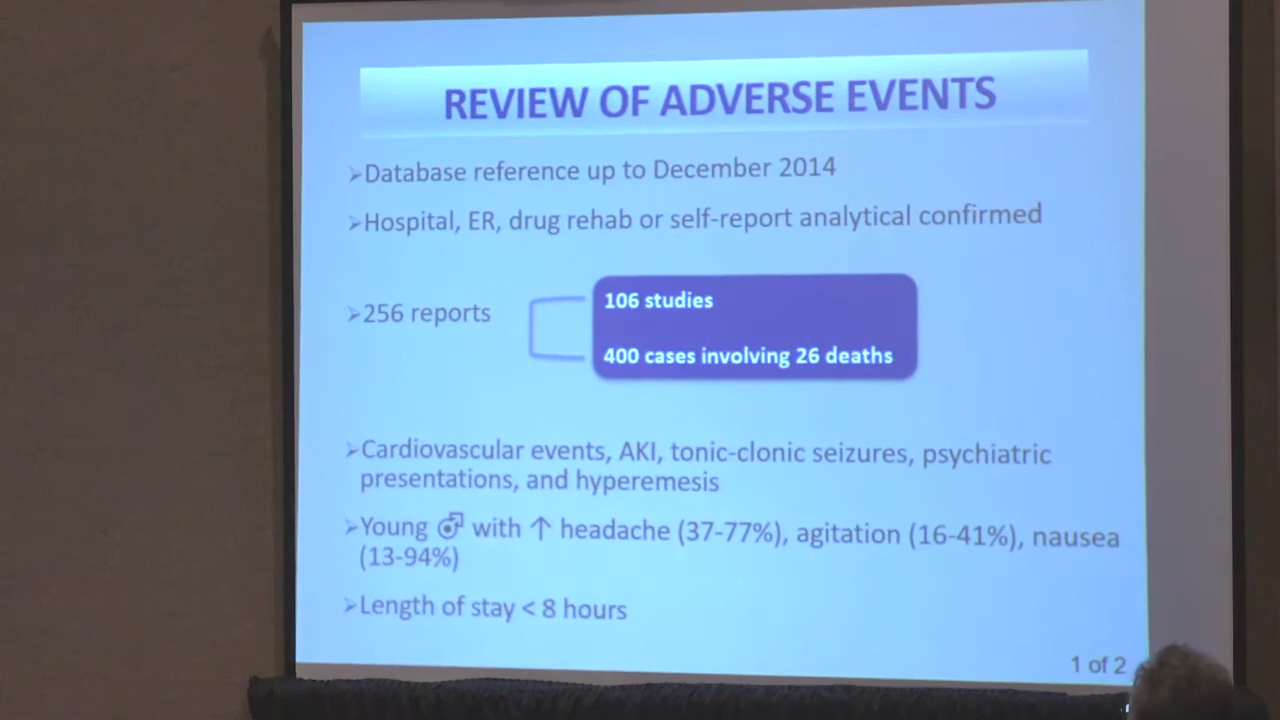 REVIEW OF ADVERSE EVENTS
➢Database reference up to December 2014
➢Hospital, ER, drug rehab or self-report analytical confirmed
➢256 reports
106 studies
400 cases involving 26 deaths
➢Cardiovascular events, AKI, tonic-clonic seizures, psychiatric
presentations, and hyperemesis
➢Young ♂ with ↑ headache (37-77%), agitation (16-41%), nausea
(13-94%)
➢Length of stay < 8 hours
1 of 2